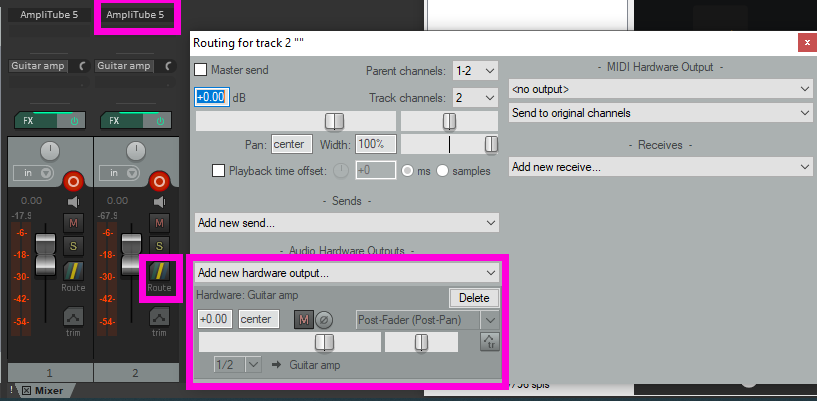 AmpliTube 5
AmpliTube 5
Guitar amp
Guitar amp
FX
FX
in
in
0.00
0.00
-17.9
-67.9
-6-
-6-
M
M
-18-
-18-
S
S
-30-
-30-
Route
Route
-42-
-42-
-54-
-54-
trim
trim
1
2
! Mixer
Routing for track 2 ""
x
Master send
Parent channels: 1-2
+0.00 dB
Track channels: 2
Pan: center Width: 100%
Playback time offset: +0 ms samples
- Sends -
Add new send...
- Audio Hardware Outputs -
Add new hardware output...
Hardware: Guitar amp
Delete
+0.00 center M Ø Post-Fader (Post-Pan)
tr
1/2 ➔ Guitar amp
- MIDI Hardware Output -
<no output>
Send to original channels
- Receives -
Add new receive...
spls